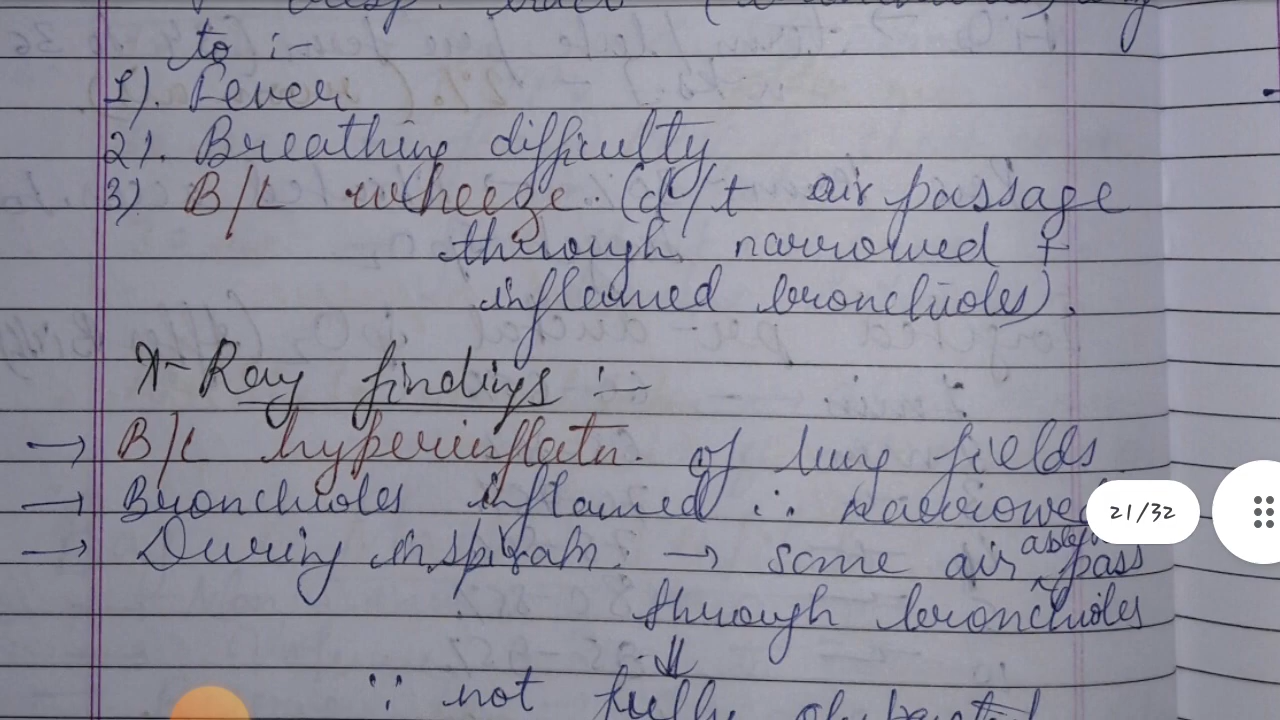 to :-
1). Fever
2). Breathing difficulty
3) B/L wheeze. (d/t air passage
through narrowed +
inflamed bronchioles).
X-Ray findings :-
→ B/L hyperinflatn. of lung fields
→ Bronchioles inflamed ∴ narrowed
21/32
→ During inspiratn. → some air able to pass
through bronchioles
⇓
∵ not fully obstructed